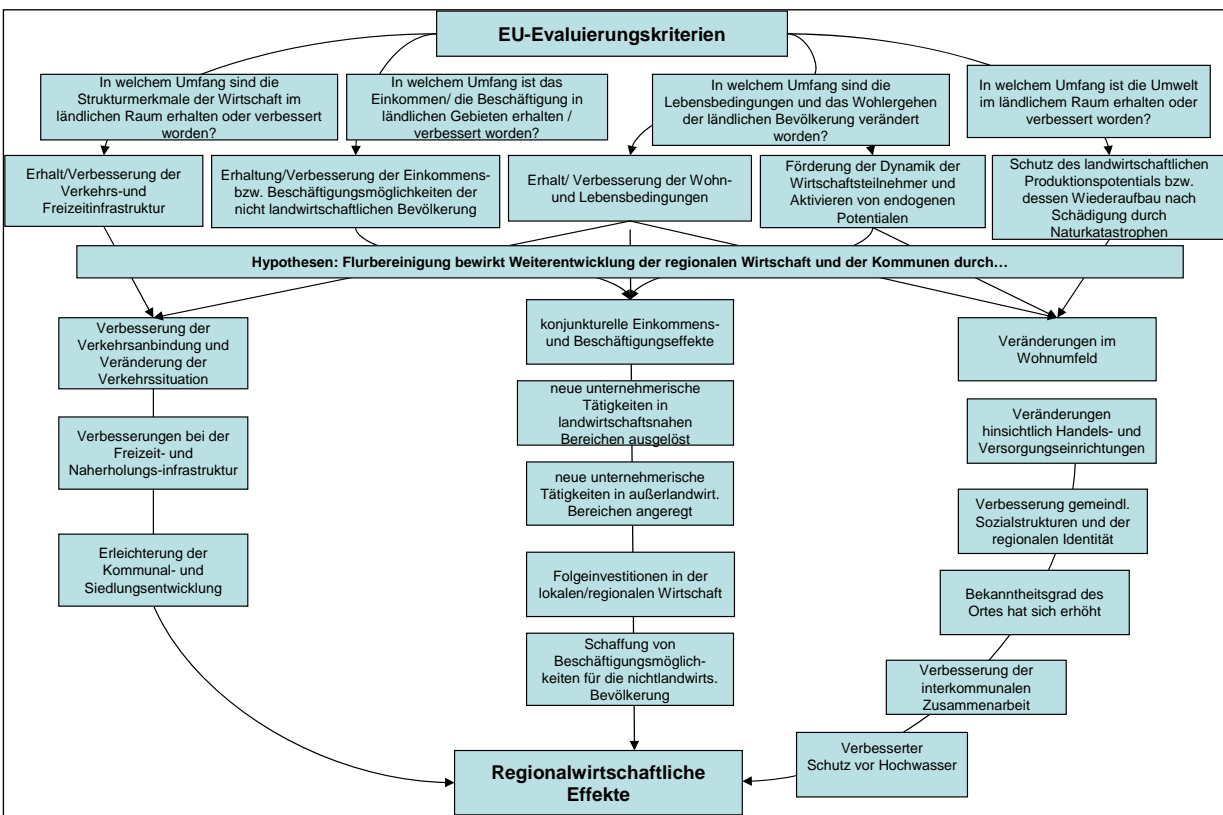 EU-Evaluierungskriterien
In welchem Umfang sind die
Strukturmerkmale der Wirtschaft im
ländlichen Raum erhalten oder verbessert
worden?
In welchem Umfang ist das
Einkommen/ die Beschäftigung in
ländlichen Gebieten erhalten /
verbessert worden?
In welchem Umfang sind die
Lebensbedingungen und das Wohlergehen
der ländlichen Bevölkerung verändert
worden?
In welchem Umfang ist die Umwelt
im ländlichem Raum erhalten oder
verbessert worden?
Erhalt/Verbesserung der
Verkehrs-und
Freizeitinfrastruktur
Erhaltung/Verbesserung der Einkommens-
bzw. Beschäftigungsmöglichkeiten der
nicht landwirtschaftlichen Bevölkerung
Erhalt/ Verbesserung der Wohn-
und Lebensbedingungen
Förderung der Dynamik der
Wirtschaftsteilnehmer und
Aktivieren von endogenen
Potentialen
Schutz des landwirtschaftlichen
Produktionspotentials bzw.
dessen Wiederaufbau nach
Schädigung durch
Naturkatastrophen
Hypothesen: Flurbereinigung bewirkt Weiterentwicklung der regionalen Wirtschaft und der Kommunen durch…
Verbesserung der
Verkehrsanbindung und
Veränderung der
Verkehrssituation
Verbesserungen bei der
Freizeit- und
Naherholungs-infrastruktur
Erleichterung der
Kommunal- und
Siedlungsentwicklung
konjunkturelle Einkommens-
und Beschäftigungseffekte
neue unternehmerische
Tätigkeiten in
landwirtschaftsnahen
Bereichen ausgelöst
neue unternehmerische
Tätigkeiten in außerlandwirt.
Bereichen angeregt
Folgeinvestitionen in der
lokalen/regionalen Wirtschaft
Schaffung von
Beschäftigungsmöglich-
keiten für die nichtlandwirts.
Bevölkerung
Veränderungen im
Wohnumfeld
Veränderungen
hinsichtlich Handels- und
Versorgungseinrichtungen
Verbesserung gemeindl.
Sozialstrukturen und der
regionalen Identität
Bekanntheitsgrad des
Ortes hat sich erhöht
Verbesserung der
interkommunalen
Zusammenarbeit
Verbesserter
Schutz vor Hochwasser
Regionalwirtschaftliche
Effekte